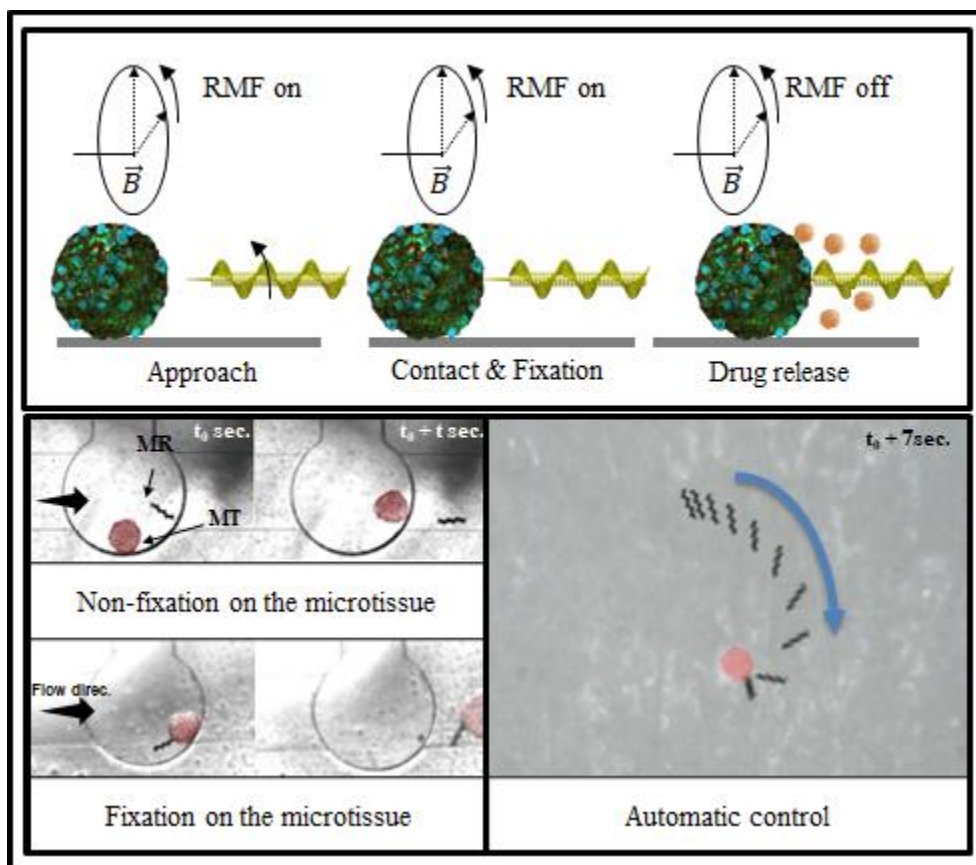 RMF on
RMF on
RMF off
B
B
B
Approach
Contact & Fixation
Drug release
t₀ sec.
t₀ + t sec.
MR
MT
Non-fixation on the microtissue
Flow direc.
Fixation on the microtissue
t₀ + 7sec.
Automatic control